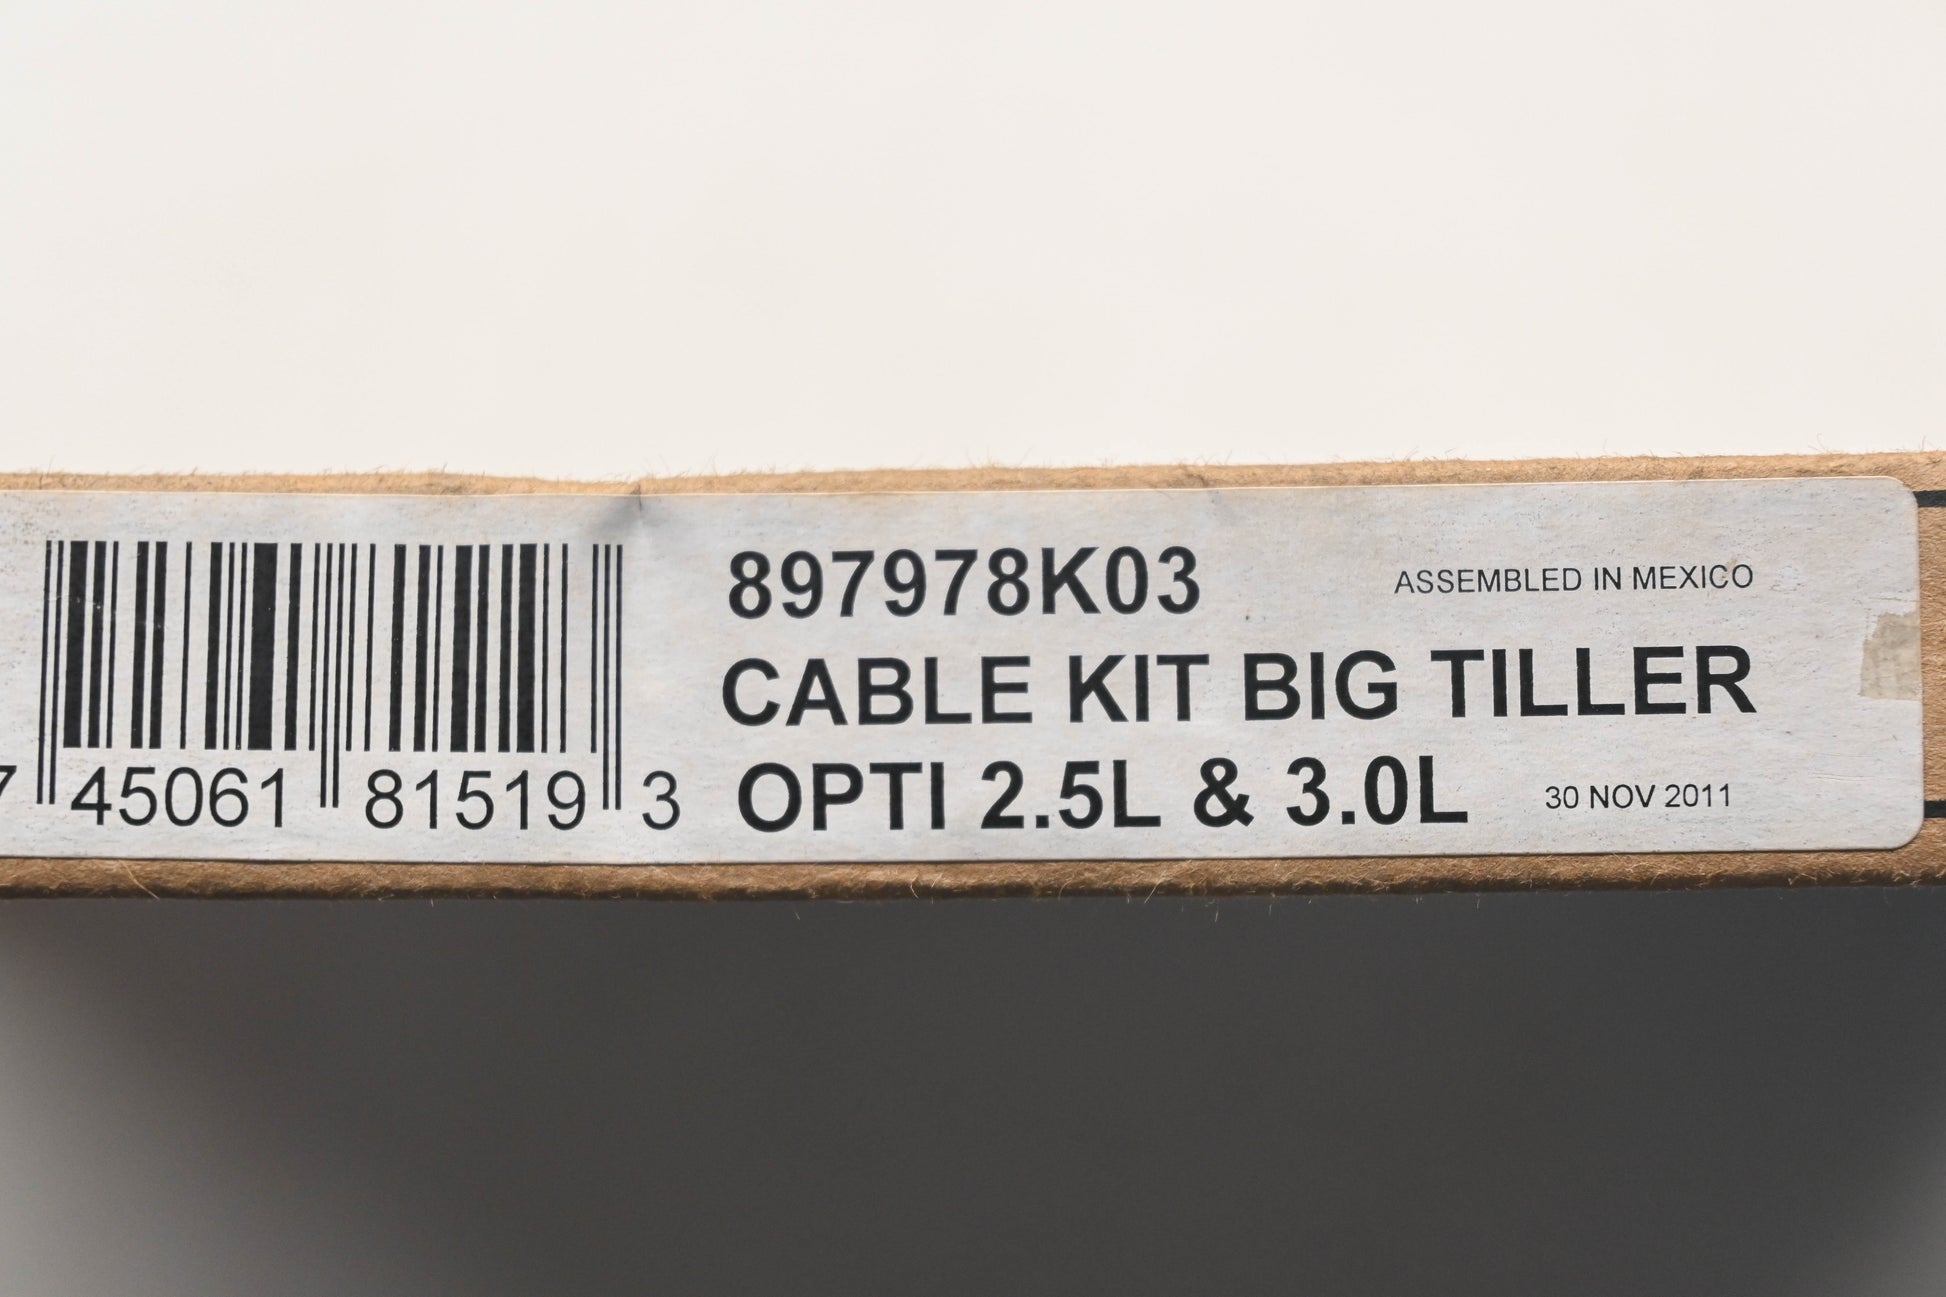 897978K03
ASSEMBLED IN MEXICO
CABLE KIT BIG TILLER
OPTI 2.5L & 3.0L
30 NOV 2011
7 45061 81519 3